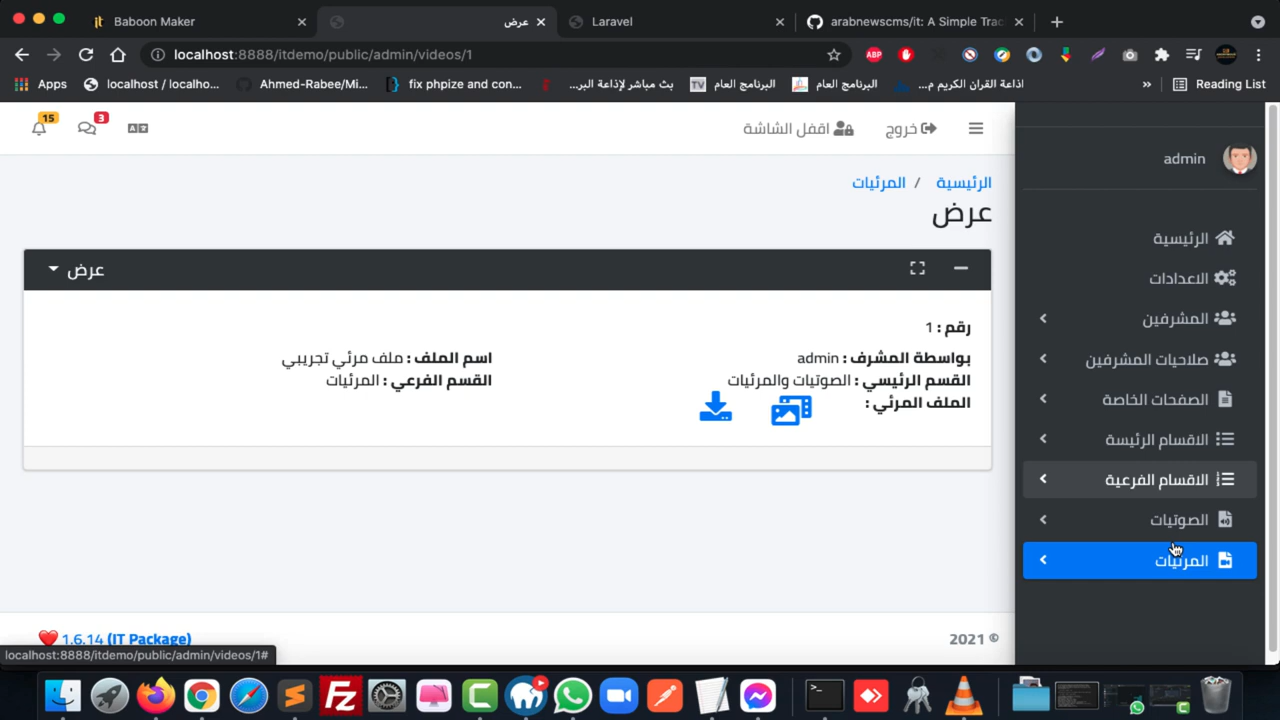 Baboon Maker
عرض
Laravel
arabnewscms/it: A Simple Trac
localhost:8888/itdemo/public/admin/videos/1
ABP
Apps
localhost / localho...
Ahmed-Rabee/Mi...
fix phpize and con...
بث مباشر لإذاعة البر...
TV
البرنامج العام
البرنامج العام
اذاعة القران الكريم م...
»
Reading List
15
3
اقفل الشاشة
خروج
admin
الرئيسية / المرئيات
عرض
عرض
رقم : 1
بواسطة المشرف : admin
اسم الملف : ملف مرئي تجريبي
القسم الرئيسي : الصوتيات والمرئيات
القسم الفرعي : المرئيات
الملف المرئي :
الرئيسية
الاعدادات
المشرفين
صلاحيات المشرفين
الصفحات الخاصة
الاقسام الرئيسة
الاقسام الفرعية
الصوتيات
المرئيات
1.6.14 (IT Package)
2021 ©
localhost:8888/itdemo/public/admin/videos/1#